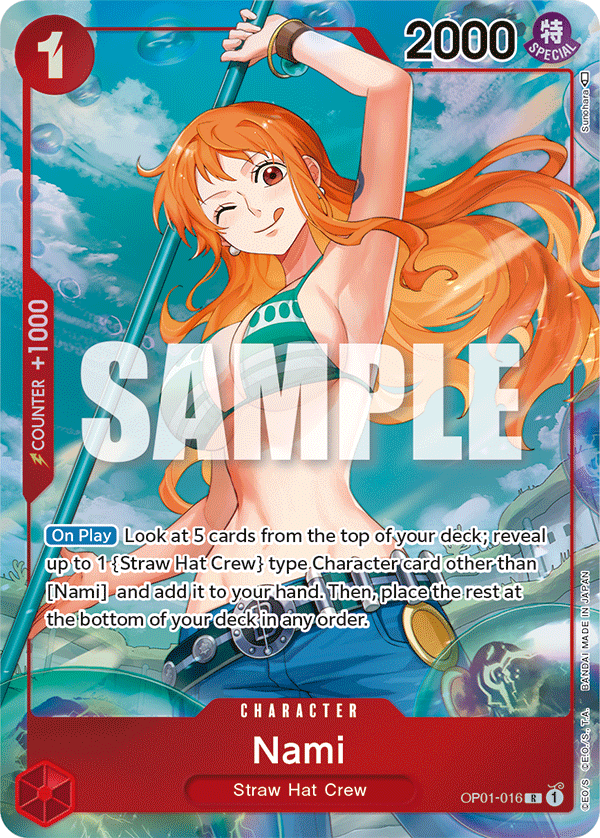 1
2000
特
SPECIAL
Sunohara
COUNTER +1000
SAMPLE
On Play Look at 5 cards from the top of your deck; reveal
up to 1 {Straw Hat Crew} type Character card other than
[Nami] and add it to your hand. Then, place the rest at
the bottom of your deck in any order.
BANDAI MADE IN JAPAN
©E.O/S ©E.O./S., T.A.
CHARACTER
Nami
Straw Hat Crew
OP01-016 R 1